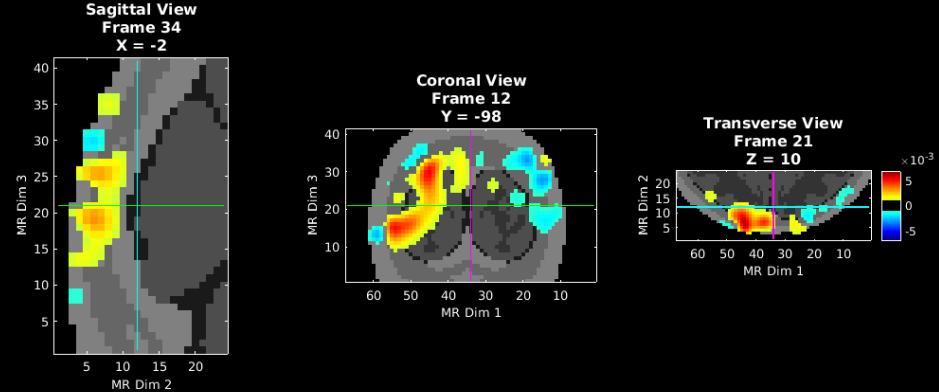 Sagittal View
Frame 34
X = -2
40
35
30
25
20
15
10
5
MR Dim 3
5 10 15 20
MR Dim 2
Coronal View
Frame 12
Y = -98
40
30
20
10
MR Dim 3
60 50 40 30 20 10
MR Dim 1
Transverse View
Frame 21
Z = 10
20
15
10
5
MR Dim 2
60 50 40 30 20 10
MR Dim 1
×10⁻³
5
0
-5